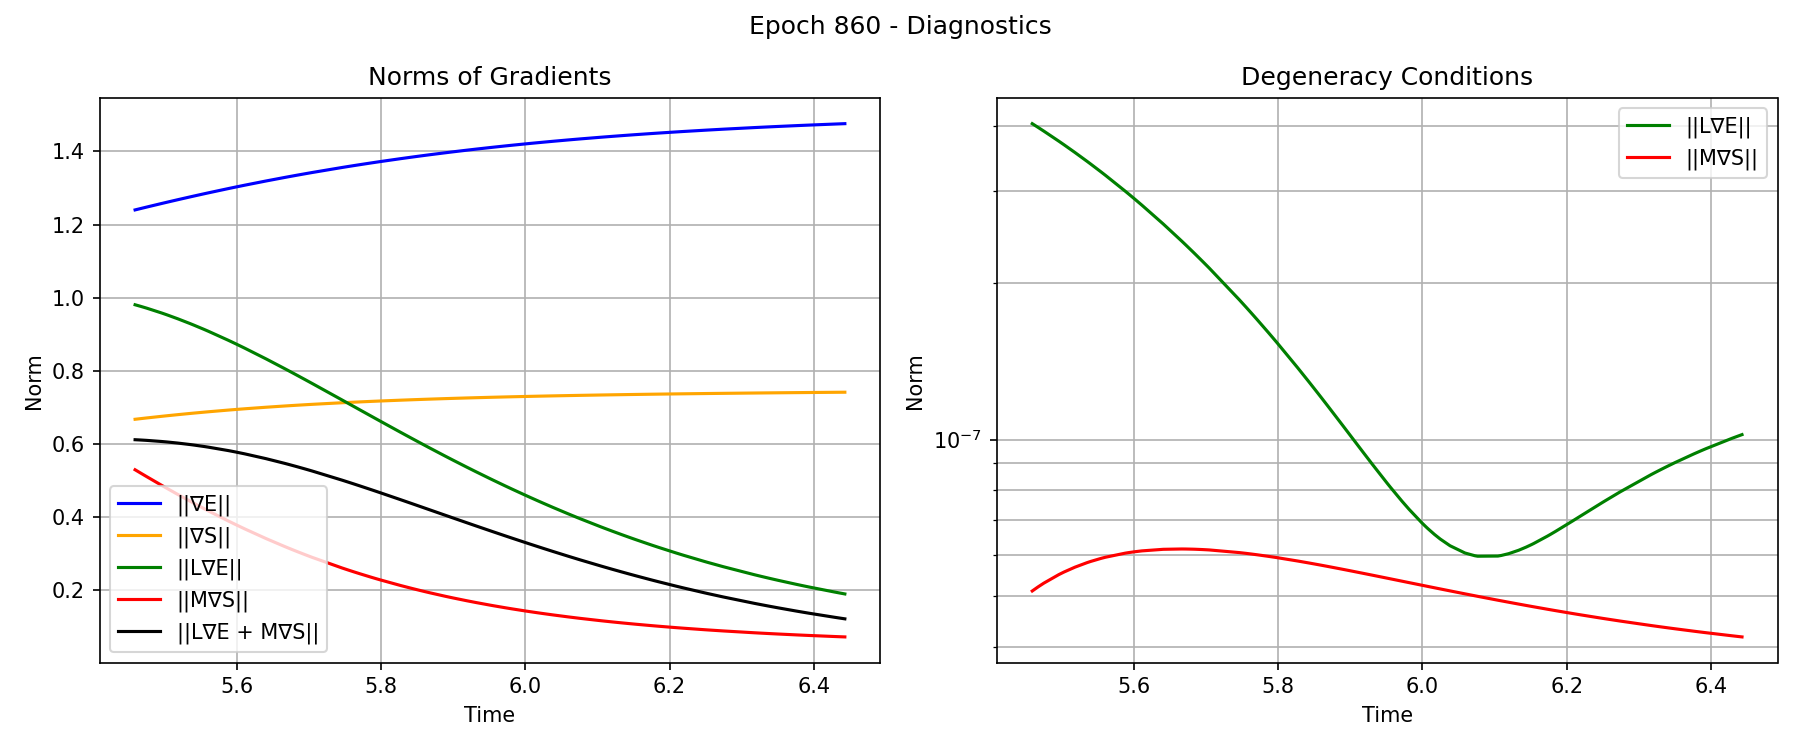 Epoch 860 - Diagnostics
Norms of Gradients
Norm
1.4
1.2
1.0
0.8
0.6
0.4
0.2
||∇E||
||∇S||
||L∇E||
||M∇S||
||L∇E + M∇S||
5.6 5.8 6.0 6.2 6.4
Time
Degeneracy Conditions
Norm
10⁻⁷
||L∇E||
||M∇S||
5.6 5.8 6.0 6.2 6.4
Time